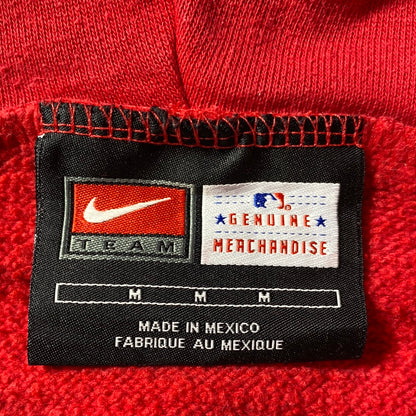 TEAM
GENUINE
MERCHANDISE
M M M
MADE IN MEXICO
FABRIQUE AU MEXIQUE